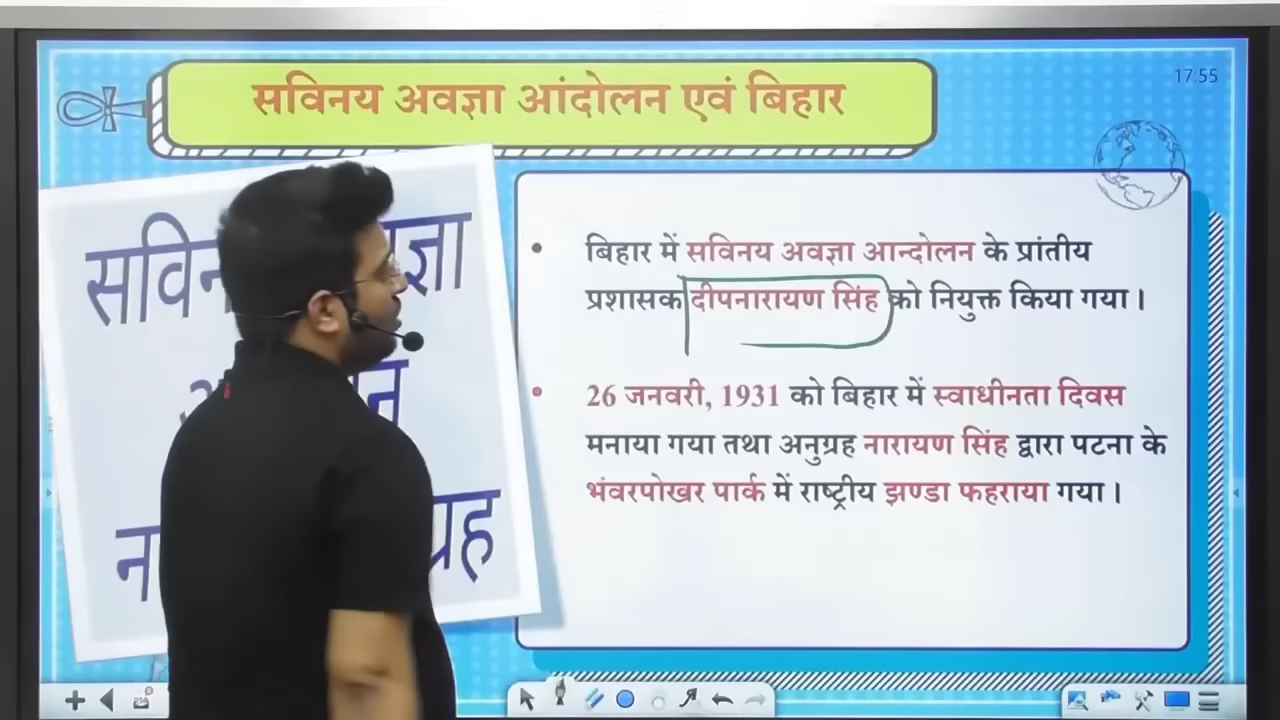 सविनय अवज्ञा आंदोलन एवं बिहार
17:55
बिहार में सविनय अवज्ञा आन्दोलन के प्रांतीय
प्रशासक दीपनारायण सिंह को नियुक्त किया गया।
26 जनवरी, 1931 को बिहार में स्वाधीनता दिवस
मनाया गया तथा अनुग्रह नारायण सिंह द्वारा पटना के
भंवरपोखर पार्क में राष्ट्रीय झण्डा फहराया गया।